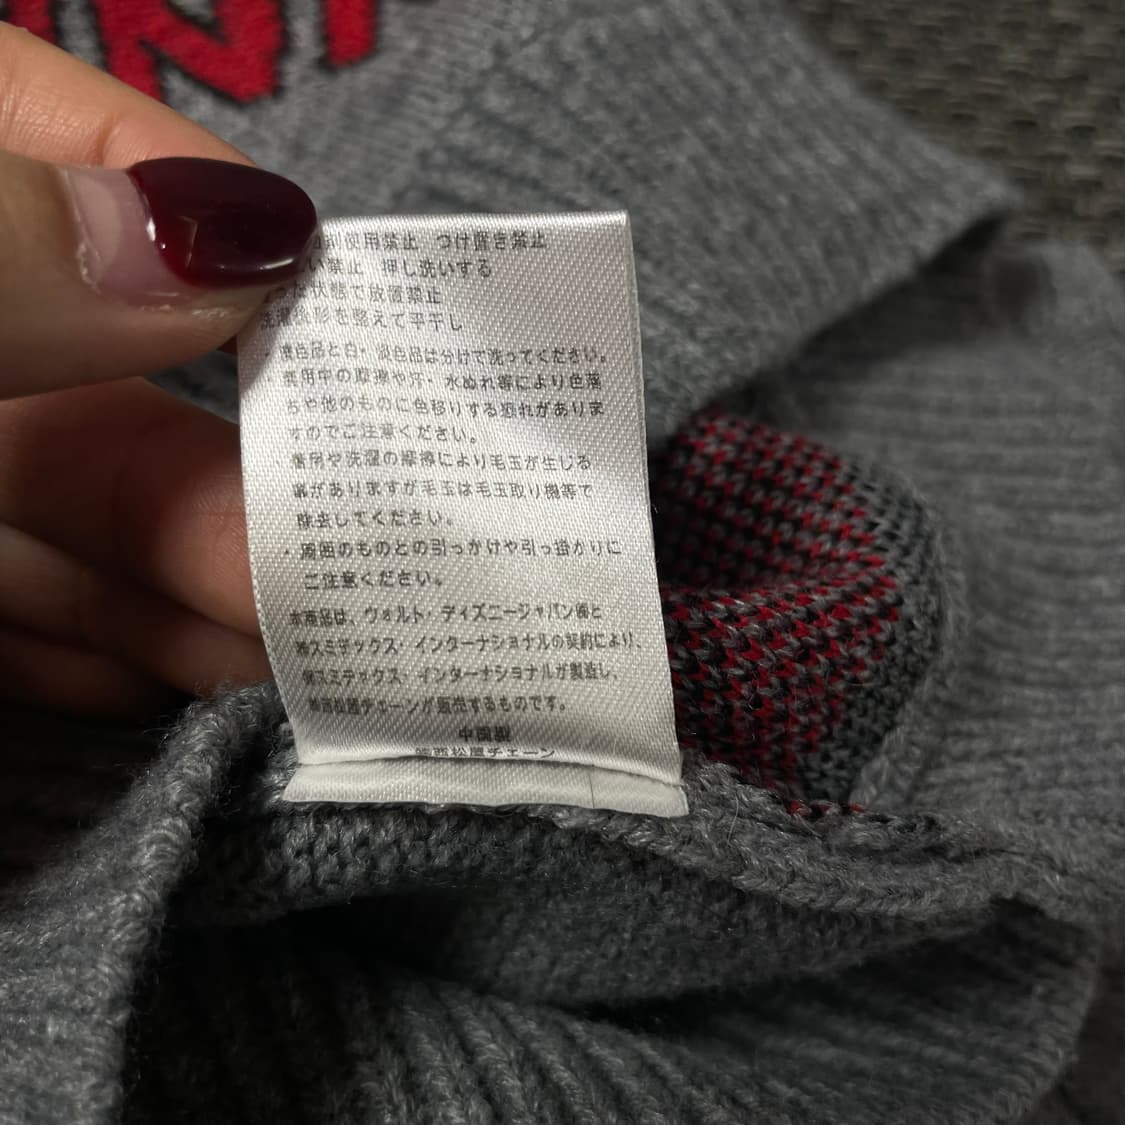 剤使用禁止 つけ置き禁止
い禁止 押し洗いする
状態で放置禁止
形を整えて平干し
・濃色品と白・淡色品は分けて洗ってください。
・着用中の摩擦や汗・水ぬれ等により色落
ちや他のものに色移りする恐れがありま
すのでご注意ください。
・着用や洗濯の摩擦により毛玉が生じる
事がありますが毛玉は毛玉取り機等で
除去してください。
・周囲のものとの引っかけや引っ掛かりに
ご注意ください。
本商品は、ウォルト・ディズニージャパン㈱と
㈱スミテックス・インターナショナルの契約により、
㈱スミテックス・インターナショナルが製造し、
㈱西松屋チェーンが販売するものです。
中国製
㈱西松屋チェーン